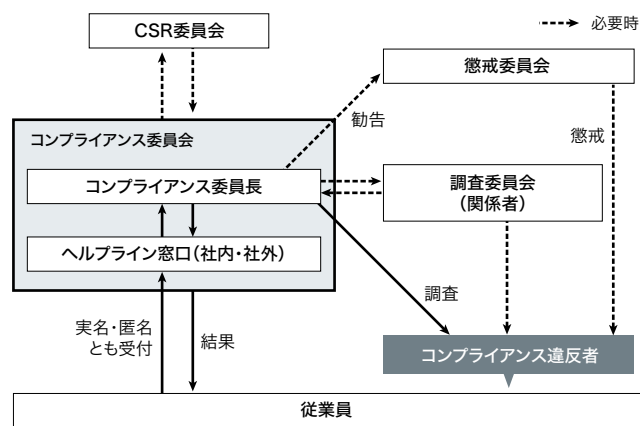 CSR委員会
必要時
懲戒委員会
勧告
コンプライアンス委員会
懲戒
コンプライアンス委員長
調査委員会
（関係者）
ヘルプライン窓口（社内・社外）
調査
実名・匿名
とも受付
結果
コンプライアンス違反者
従業員